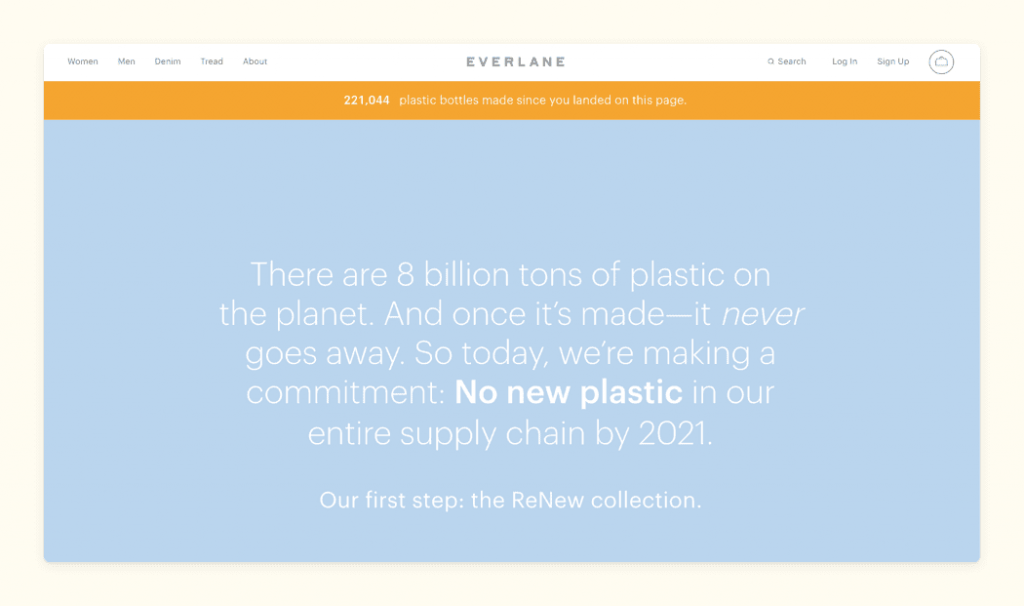 Women Men Denim Tread About EVERLANE Search Log In Sign Up
221,044 plastic bottles made since you landed on this page.
There are 8 billion tons of plastic on
the planet. And once it’s made—it never
goes away. So today, we’re making a
commitment: No new plastic in our
entire supply chain by 2021.
Our first step: the ReNew collection.